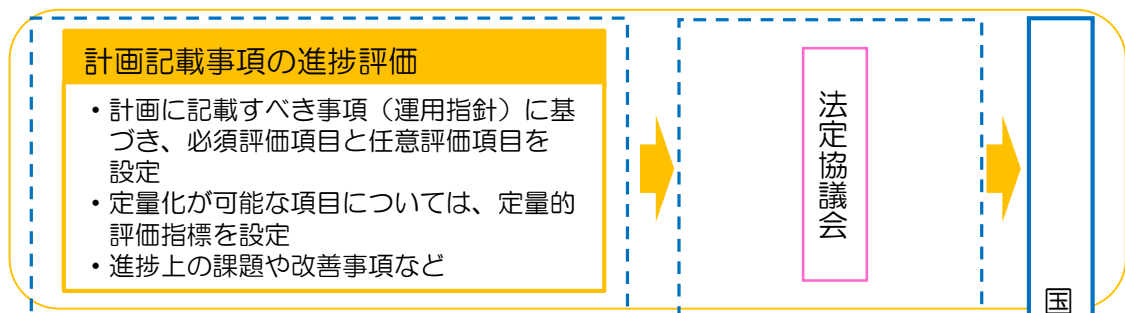 計画記載事項の進捗評価
・計画に記載すべき事項（運用指針）に基
づき、必須評価項目と任意評価項目を
設定
・定量化が可能な項目については、定量的
評価指標を設定
・進捗上の課題や改善事項など
法定協議会
国